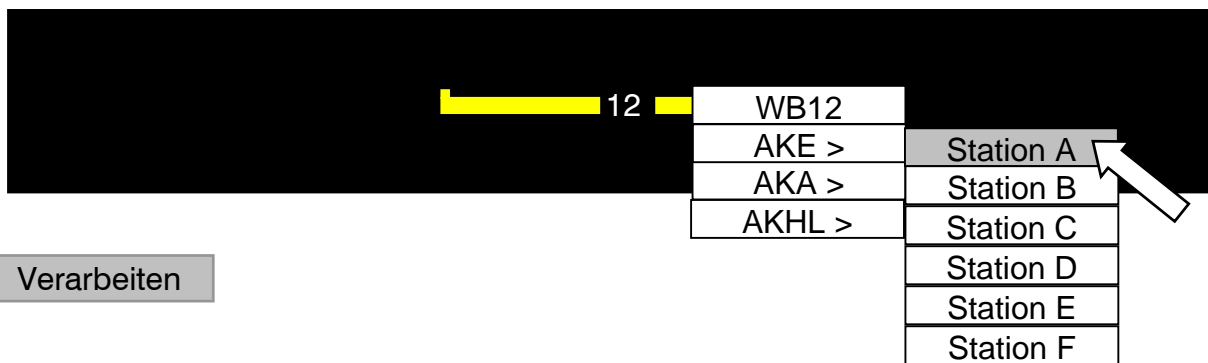 12
WB12
AKE >
Station A
AKA >
Station B
AKHL >
Station C
Verarbeiten
Station D
Station E
Station F